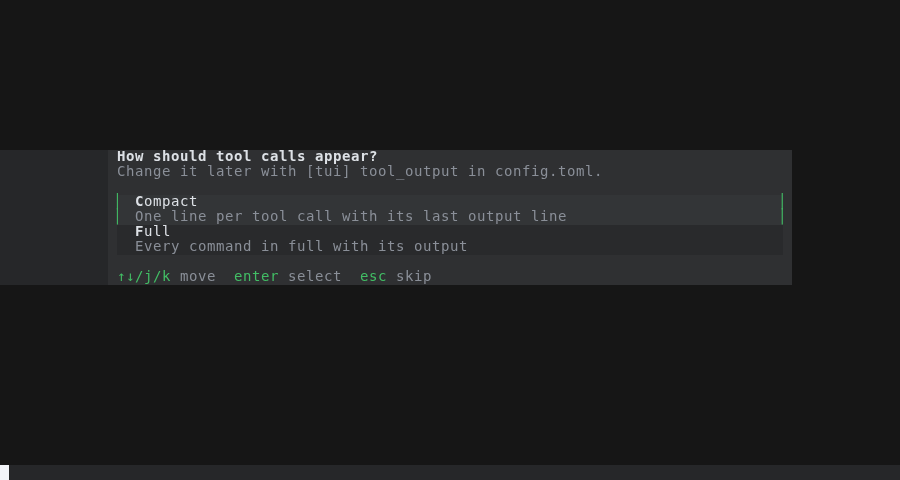 How should tool calls appear?
Change it later with [tui] tool_output in config.toml.
Compact
One line per tool call with its last output line
Full
Every command in full with its output
↑↓/j/k move  enter select  esc skip